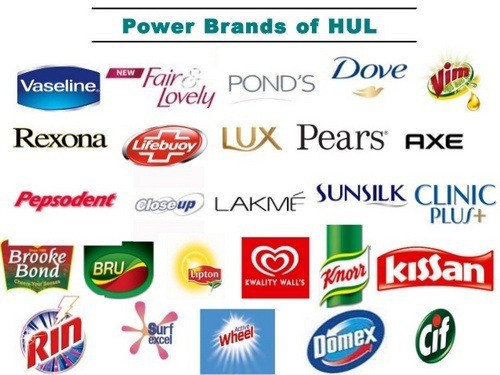 Power Brands of HUL
Vaseline.
NEW Fair &
Lovely
POND'S
Dove
Vim
Rexona
Lifebuoy
LUX
Pears
AXE
Pepsodent
Closeup
LAKMÉ
SUNSILK
CLINIC
PLUS+
Brooke
Bond
BRU
Lipton
KWALITY WALL'S
Knorr
kissan
Rin
Surf
excel
Active
Wheel
Domex
Cif